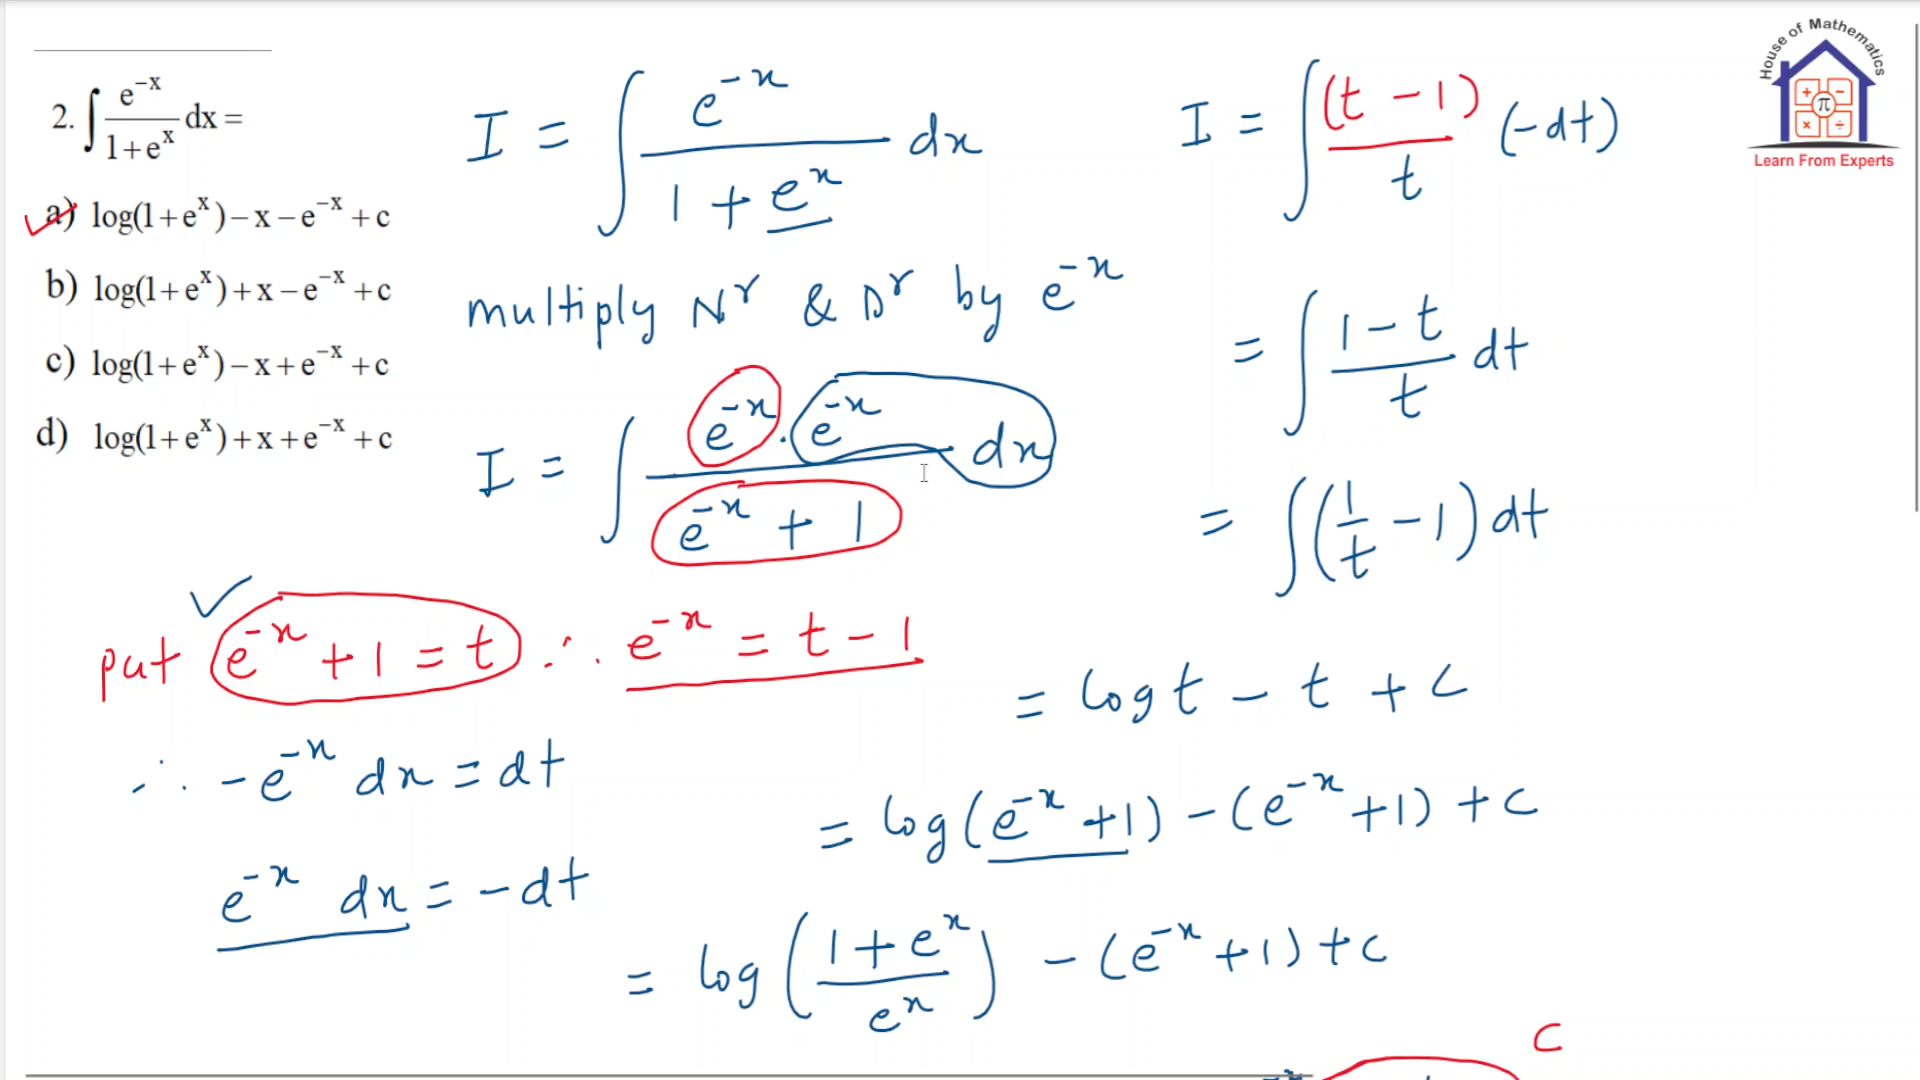 House of Mathematics
Learn From Experts
2. ∫ e^{-x}/(1+e^x) dx =
a) log(1+e^x)−x−e^{-x}+c
b) log(1+e^x)+x−e^{-x}+c
c) log(1+e^x)−x+e^{-x}+c
d) log(1+e^x)+x+e^{-x}+c
I = ∫ e^{-x}/(1+e^x) dx
multiply N^r & D^r by e^{-x}
I = ∫ (e^{-x} . e^{-x})/(e^{-x} + 1) dx
put e^{-x} + 1 = t ∴ e^{-x} = t − 1
∴ −e^{-x} dx = dt
e^{-x} dx = −dt
I = ∫ (t − 1)/t (−dt)
= ∫ (1 − t)/t dt
= ∫ (1/t − 1) dt
= log t − t + c
= log(e^{-x} + 1) − (e^{-x} + 1) + c
= log((1 + e^x)/e^x) − (e^{-x} + 1) + c
C